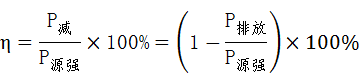 η = P减/P源强 × 100% = (1 − P排放/P源强) × 100%